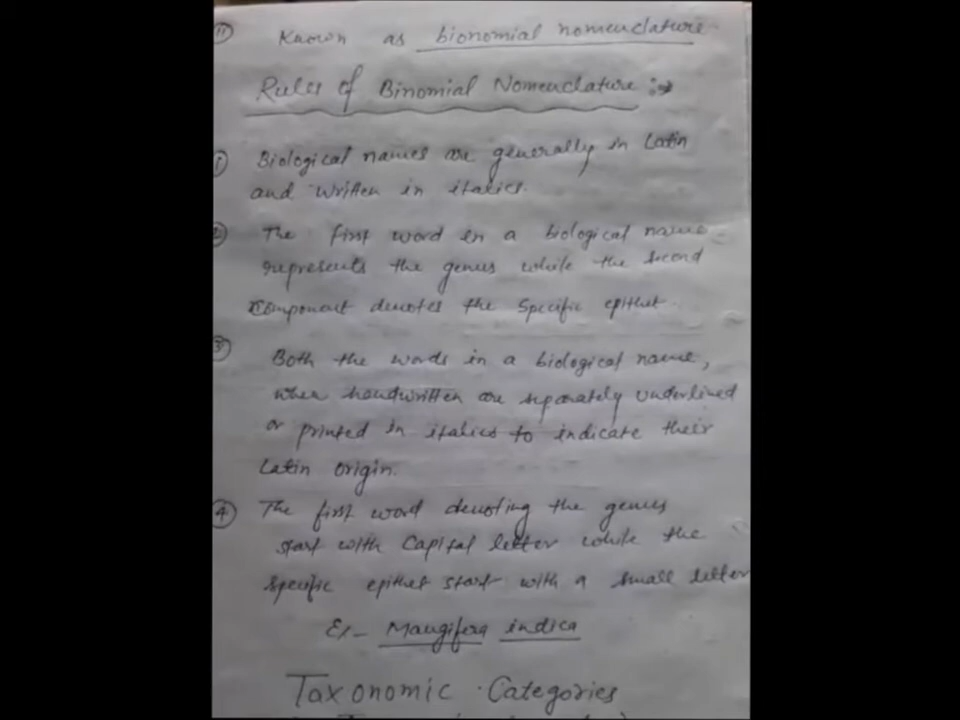 11 Known as bionomial nomenclature
Rules of Binomial Nomenclature :→
1 Biological names are generally in Latin
and written in italics.
2 The first word in a biological name
represents the genus while the second
component denotes the specific epithet.
3 Both the words in a biological name,
when handwritten are separately underlined
or printed in italics to indicate their
Latin origin.
4 The first word denoting the genus
start with Capital letter while the
specific epithet start with a small letter
Ex- Mangifera indica
Taxonomic Categories